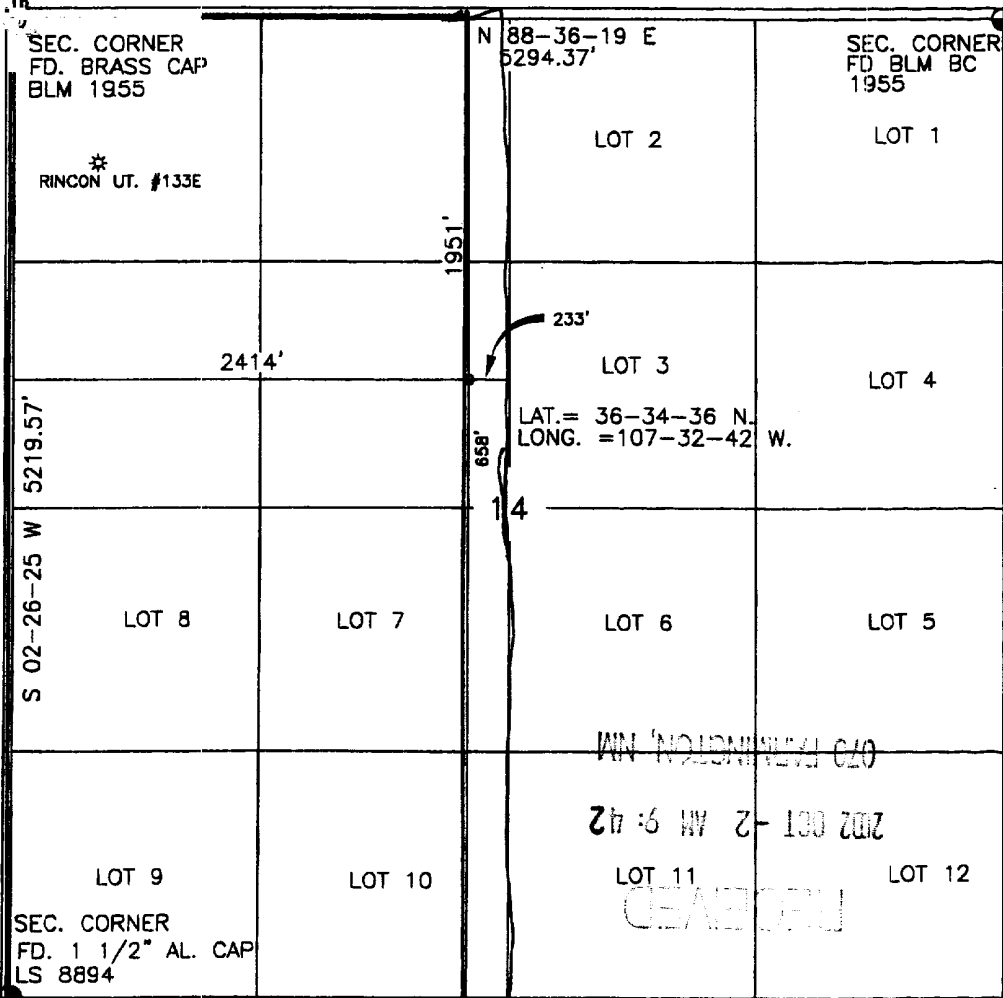 SEC. CORNER
FD. BRASS CAP
BLM 1955
N 88-36-19 E
5294.37'
SEC. CORNER
FD BLM BC
1955
LOT 2
LOT 1
RINCON UT. #133E
1951'
233'
2414'
LOT 3
LOT 4
LAT.= 36-34-36 N.
LONG. =107-32-42 W.
658'
S 02-26-25 W 5219.57'
14
LOT 8
LOT 7
LOT 6
LOT 5
070 FARMINGTON, NM
2002 OCT -2 AM 9:42
RECEIVED
LOT 9
LOT 10
LOT 11
LOT 12
SEC. CORNER
FD. 1 1/2" AL. CAP
LS 8894